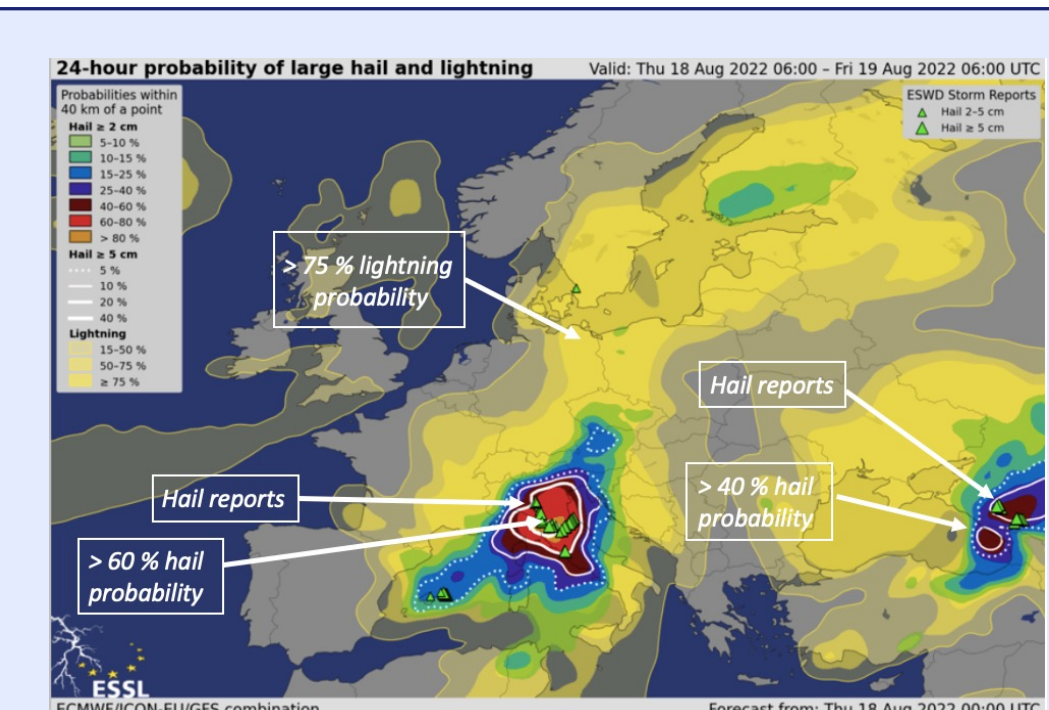 24-hour probability of large hail and lightning
Valid: Thu 18 Aug 2022 06:00 – Fri 19 Aug 2022 06:00 UTC
Probabilities within
40 km of a point
Hail ≥ 2 cm
5–10 %
10–15 %
15–25 %
25–40 %
40–60 %
60–80 %
> 80 %
Hail ≥ 5 cm
5 %
10 %
20 %
40 %
Lightning
15–50 %
50–75 %
≥ 75 %
ESWD Storm Reports
Hail 2–5 cm
Hail ≥ 5 cm
> 75 % lightning
probability
Hail reports
> 40 % hail
probability
Hail reports
> 60 % hail
probability
ESSL
ECMWF/ICON-EU/GFS combination
Forecast from: Thu 18 Aug 2022 00:00 UTC